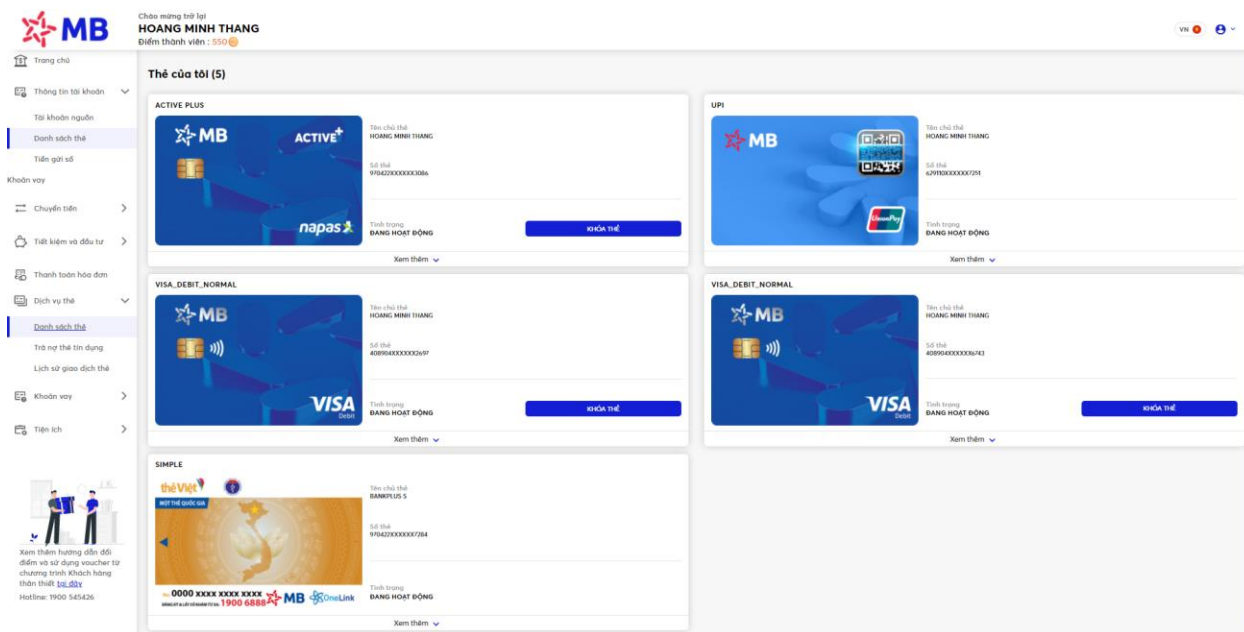 MB
Chào mừng trở lại
HOANG MINH THANG
Điểm thành viên : 550
VN
Trang chủ
Thông tin tài khoản
Tài khoản nguồn
Danh sách thẻ
Tiền gửi số
Khoản vay
Chuyển tiền
Tiết kiệm và đầu tư
Thanh toán hóa đơn
Dịch vụ thẻ
Danh sách thẻ
Trả nợ thẻ tín dụng
Lịch sử giao dịch thẻ
Khoản vay
Tiện ích
Xem thêm hướng dẫn đổi
điểm và sử dụng voucher từ
chương trình Khách hàng
thân thiết tại đây
Hotline: 1900 545426
Thẻ của tôi (5)
ACTIVE PLUS
MB
ACTIVE+
napas
Tên chủ thẻ
HOANG MINH THANG
Số thẻ
970422XXXXXX3086
Tình trạng
ĐANG HOẠT ĐỘNG
KHÓA THẺ
Xem thêm
UPI
MB
UnionPay
Tên chủ thẻ
HOANG MINH THANG
Số thẻ
629110XXXXXX7251
Tình trạng
ĐANG HOẠT ĐỘNG
Xem thêm
VISA_DEBIT_NORMAL
MB
VISA
Debit
Tên chủ thẻ
HOANG MINH THANG
Số thẻ
408904XXXXXX2697
Tình trạng
ĐANG HOẠT ĐỘNG
KHÓA THẺ
Xem thêm
VISA_DEBIT_NORMAL
MB
VISA
Debit
Tên chủ thẻ
HOANG MINH THANG
Số thẻ
408904XXXXXX6743
Tình trạng
ĐANG HOẠT ĐỘNG
KHÓA THẺ
Xem thêm
SIMPLE
thẻ Việt
MỘT THẺ QUỐC GIA
0000 xxxx xxxx xxxx
1900 6888
MB
OneLink
Tên chủ thẻ
BANKPLUS S
Số thẻ
970422XXXXXX7284
Tình trạng
ĐANG HOẠT ĐỘNG
Xem thêm